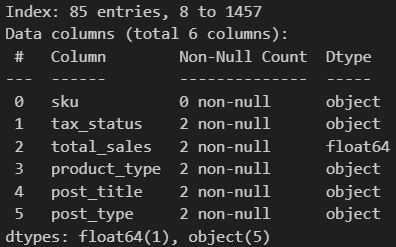 Index: 85 entries, 8 to 1457
Data columns (total 6 columns):
 #   Column        Non-Null Count  Dtype
---  ------        --------------  -----
 0   sku           0 non-null      object
 1   tax_status    2 non-null      object
 2   total_sales   2 non-null      float64
 3   product_type  2 non-null      object
 4   post_title    2 non-null      object
 5   post_type     2 non-null      object
dtypes: float64(1), object(5)